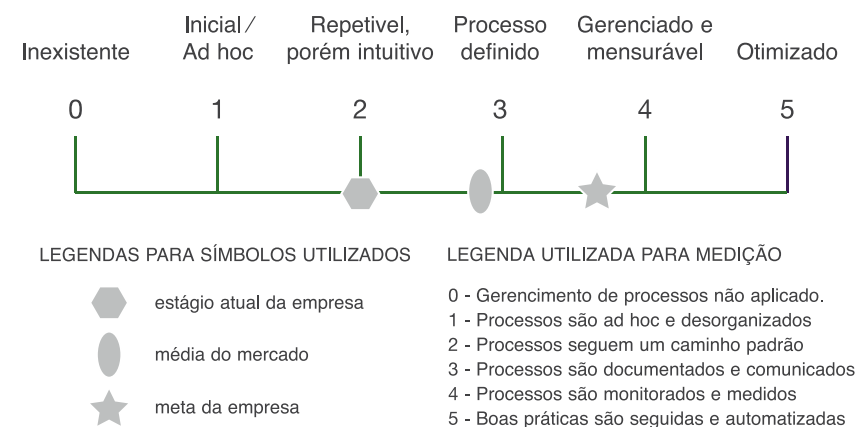 Inexistente
Inicial /
Ad hoc
Repetivel,
porém intuitivo
Processo
definido
Gerenciado e
mensurável
Otimizado
0
1
2
3
4
5
LEGENDAS PARA SÍMBOLOS UTILIZADOS
estágio atual da empresa
média do mercado
meta da empresa
LEGENDA UTILIZADA PARA MEDIÇÃO
0 - Gerencimento de processos não aplicado.
1 - Processos são ad hoc e desorganizados
2 - Processos seguem um caminho padrão
3 - Processos são documentados e comunicados
4 - Processos são monitorados e medidos
5 - Boas práticas são seguidas e automatizadas